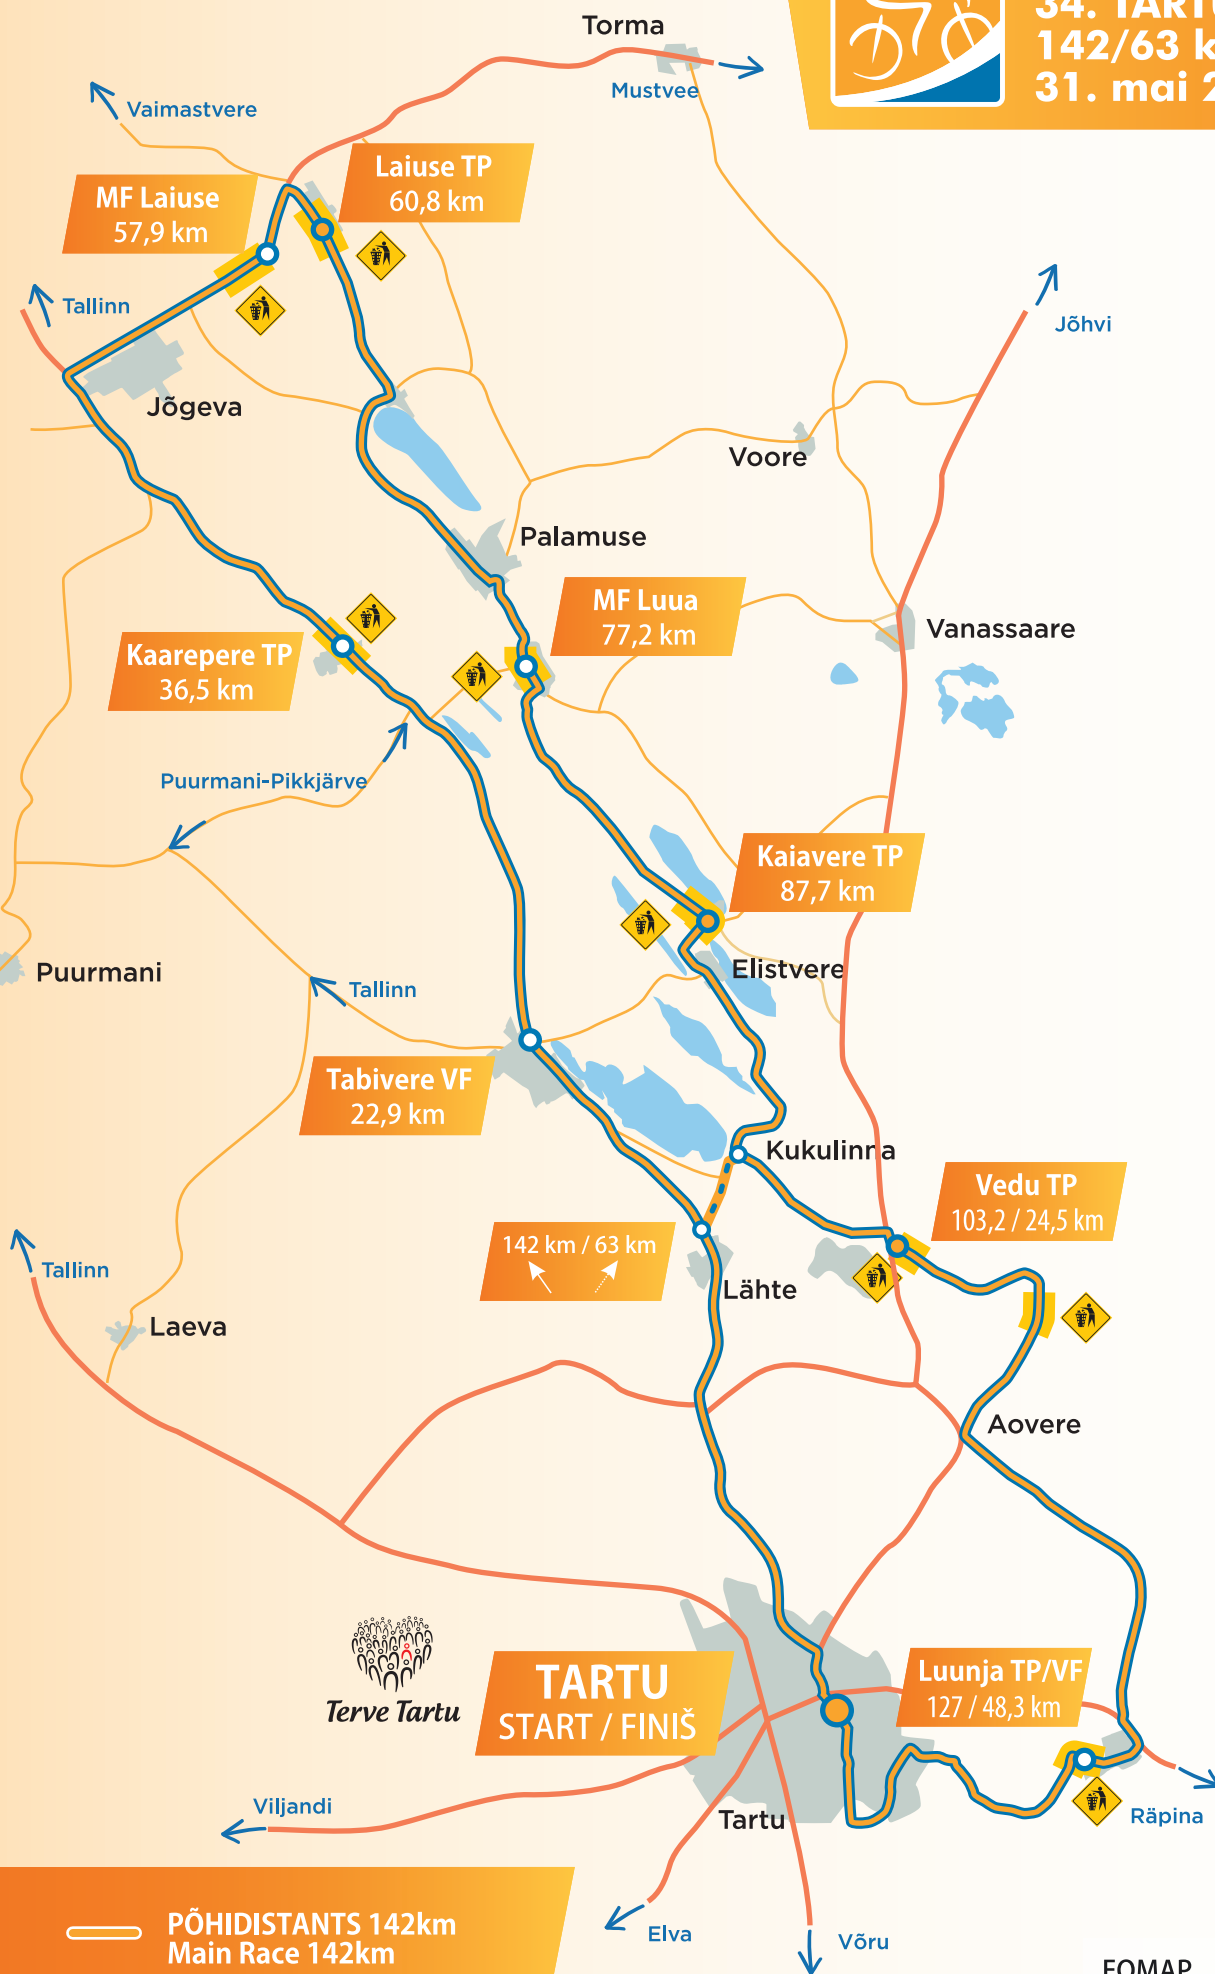 Torma
34. TARTU
142/63 k
31. mai 2
Mustvee
Vaimastvere
Laiuse TP
60,8 km
MF Laiuse
57,9 km
Tallinn
Jõhvi
Jõgeva
Voore
Palamuse
MF Luua
77,2 km
Vanassaare
Kaarepere TP
36,5 km
Puurmani-Pikkjärve
Kaiavere TP
87,7 km
Puurmani
Elistvere
Tallinn
Tabivere VF
22,9 km
Kukulinna
Vedu TP
103,2 / 24,5 km
142 km / 63 km
Tallinn
Lähte
Laeva
Aovere
Terve Tartu
TARTU
START / FINIŠ
Luunja TP/VF
127 / 48,3 km
Viljandi
Tartu
Räpina
PÕHIDISTANTS 142km
Main Race 142km
Elva
Võru
EOMAP